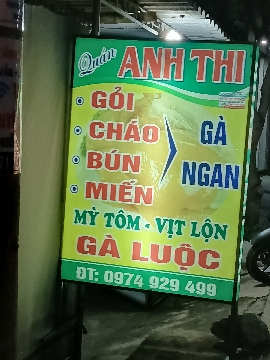 Quán ANH THI
• GỎI
• CHÁO
• BÚN
• MIẾN
GÀ
NGAN
MỲ TÔM - VỊT LỘN
GÀ LUỘC
ĐT: 0974 929 499